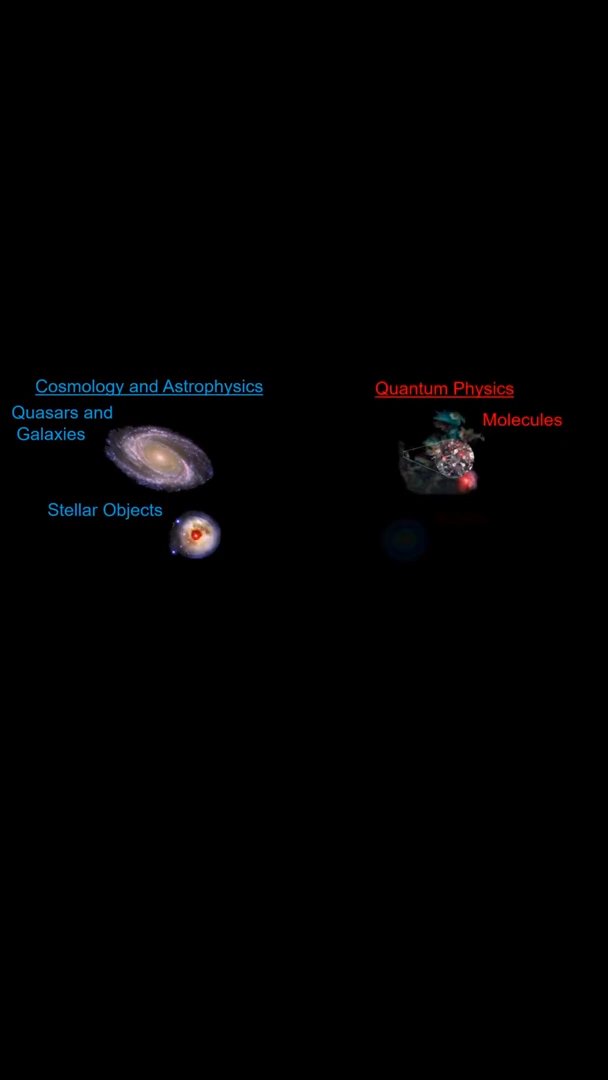 Cosmology and Astrophysics
Quasars and
Galaxies
Stellar Objects
Quantum Physics
Molecules